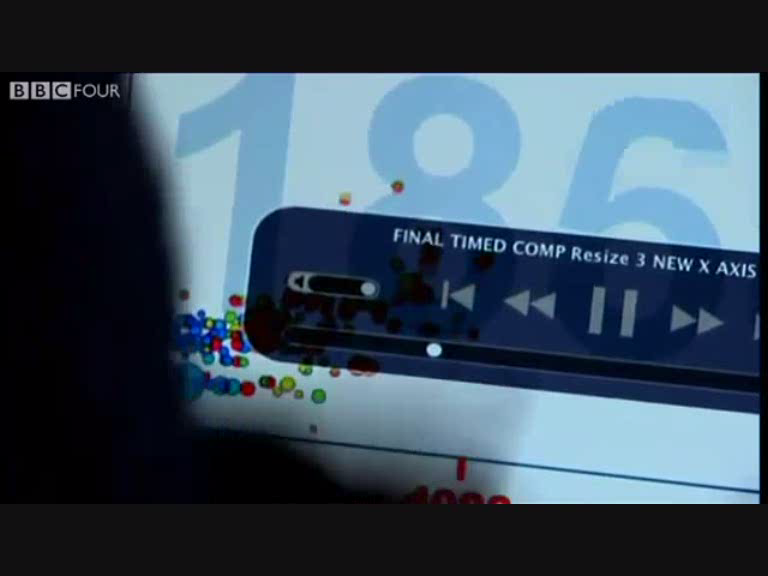 BBC FOUR
186
FINAL TIMED COMP Resize 3 NEW X AXIS